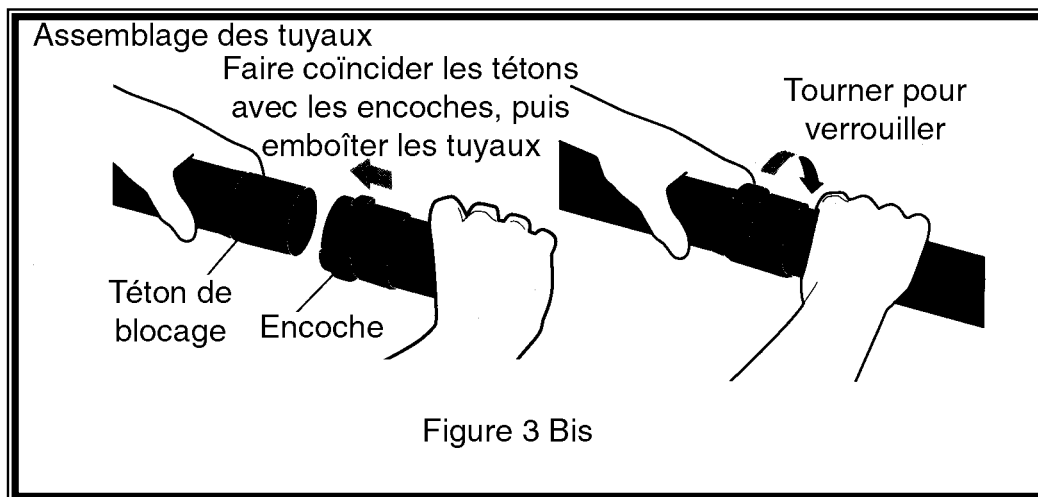 Assemblage des tuyaux
Faire coïncider les tétons
avec les encoches, puis
emboîter les tuyaux
Tourner pour
verrouiller
Téton de
blocage
Encoche
Figure 3 Bis